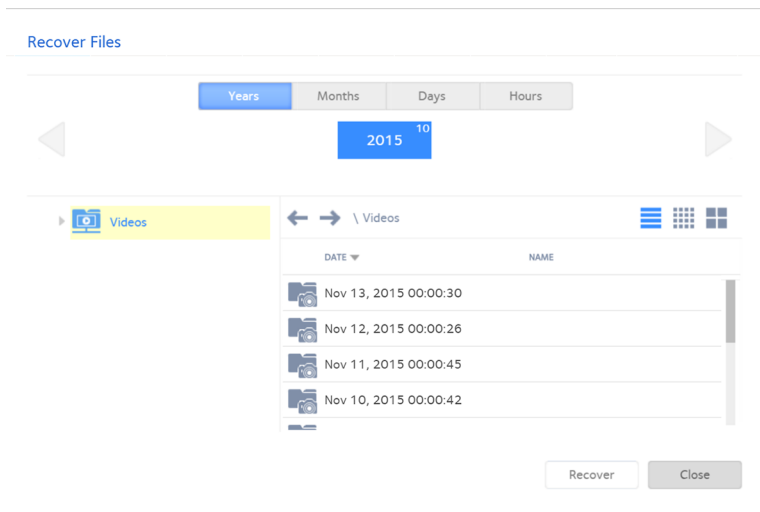 Recover Files
Years Months Days Hours
2015 10
Videos
\ Videos
DATE NAME
Nov 13, 2015 00:00:30
Nov 12, 2015 00:00:26
Nov 11, 2015 00:00:45
Nov 10, 2015 00:00:42
Recover Close